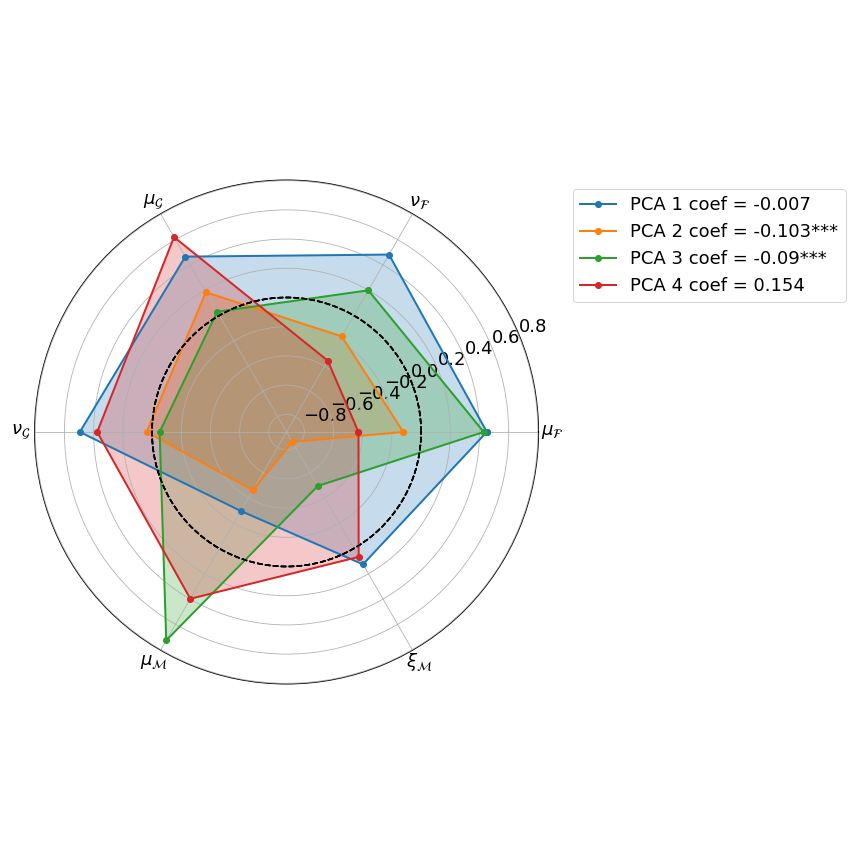 PCA 1 coef = -0.007
PCA 2 coef = -0.103***
PCA 3 coef = -0.09***
PCA 4 coef = 0.154
μ𝒢
ν𝓕
0.8
0.6
0.4
0.2
0.0
−0.2
−0.4
−0.6
−0.8
ν𝒢
μ𝓕
μ𝓜
ξ𝓜